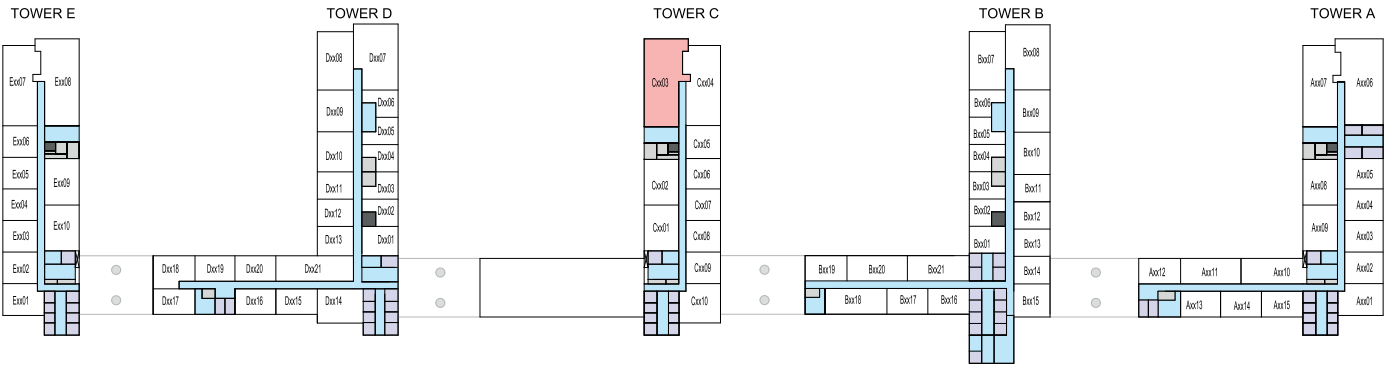 TOWER E
TOWER D
TOWER C
TOWER B
TOWER A
Exx07
Exx08
Exx06
Exx05
Exx09
Exx04
Exx03
Exx10
Exx02
Exx01
Dxx08
Dxx07
Dxx09
Dxx06
Dxx05
Dxx10
Dxx04
Dxx11
Dxx03
Dxx12
Dxx02
Dxx13
Dxx01
Dxx18
Dxx19
Dxx20
Dxx21
Dxx17
Dxx16
Dxx15
Dxx14
Cxx03
Cxx04
Cxx05
Cxx02
Cxx06
Cxx07
Cxx01
Cxx08
Cxx09
Cxx10
Bxx07
Bxx08
Bxx06
Bxx09
Bxx05
Bxx04
Bxx10
Bxx03
Bxx11
Bxx02
Bxx12
Bxx01
Bxx13
Bxx19
Bxx20
Bxx21
Bxx14
Bxx18
Bxx17
Bxx16
Bxx15
Axx07
Axx06
Axx08
Axx05
Axx04
Axx09
Axx03
Axx12
Axx11
Axx10
Axx02
Axx13
Axx14
Axx15
Axx01